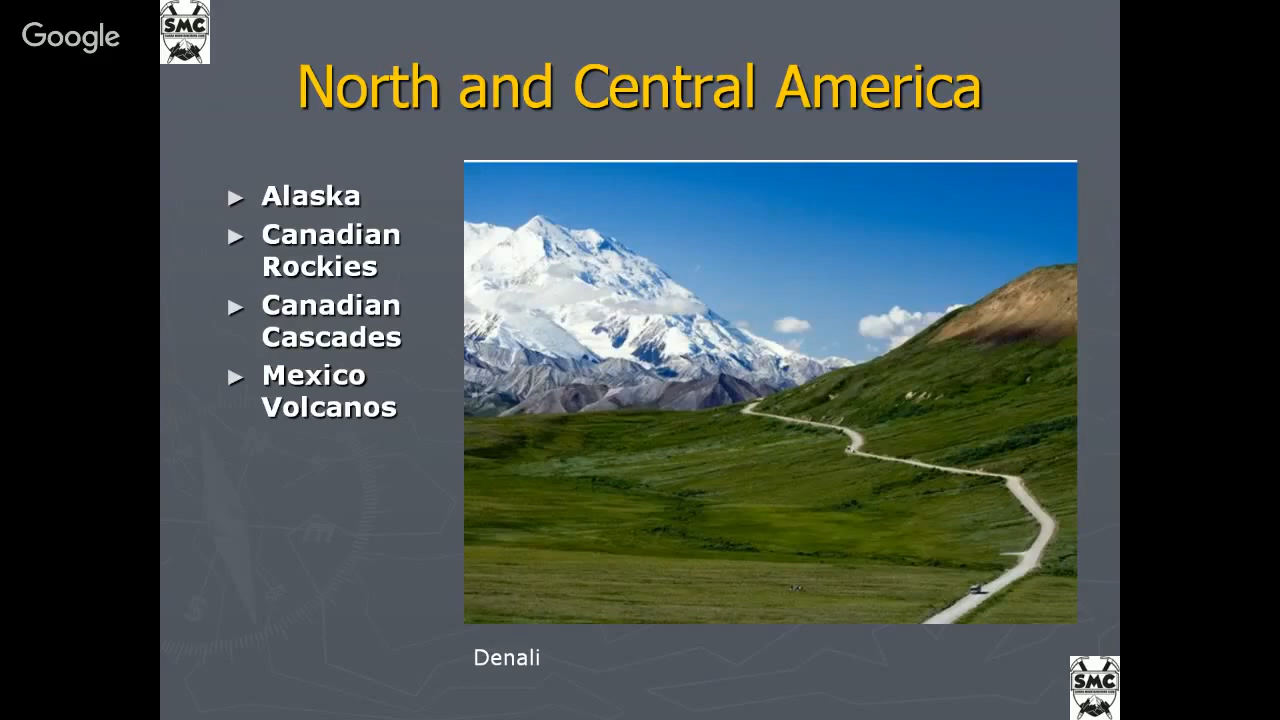 Google
SMC
North and Central America
► Alaska
► Canadian
Rockies
► Canadian
Cascades
► Mexico
Volcanos
Denali
SMC